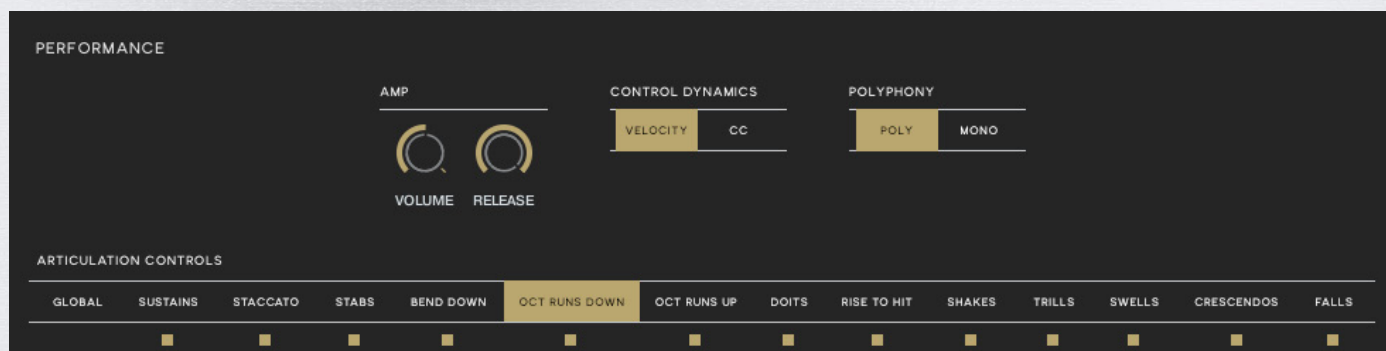 PERFORMANCE
AMP
CONTROL DYNAMICS
POLYPHONY
VELOCITY CC
POLY MONO
VOLUME RELEASE
ARTICULATION CONTROLS
GLOBAL SUSTAINS STACCATO STABS BEND DOWN OCT RUNS DOWN OCT RUNS UP DOITS RISE TO HIT SHAKES TRILLS SWELLS CRESCENDOS FALLS